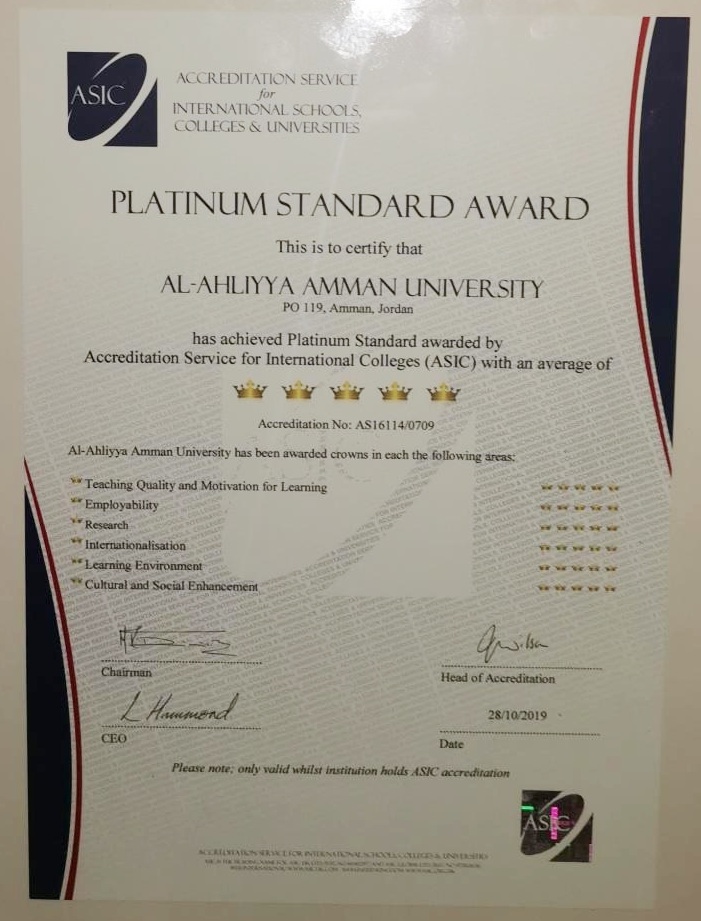 ASIC
ACCREDITATION SERVICE
for
INTERNATIONAL SCHOOLS,
COLLEGES & UNIVERSITIES
PLATINUM STANDARD AWARD
This is to certify that
AL-AHLIYYA AMMAN UNIVERSITY
PO 119, Amman, Jordan
has achieved Platinum Standard awarded by
Accreditation Service for International Colleges (ASIC) with an average of
Accreditation No: AS16114/0709
Al-Ahliyya Amman University has been awarded crowns in each the following areas:
Teaching Quality and Motivation for Learning
Employability
Research
Internationalisation
Learning Environment
Cultural and Social Enhancement
Chairman
Head of Accreditation
L Hammond
28/10/2019
CEO
Date
Please note: only valid whilst institution holds ASIC accreditation
ASIC
ACCREDITATION SERVICE FOR INTERNATIONAL SCHOOLS, COLLEGES & UNIVERSITIES